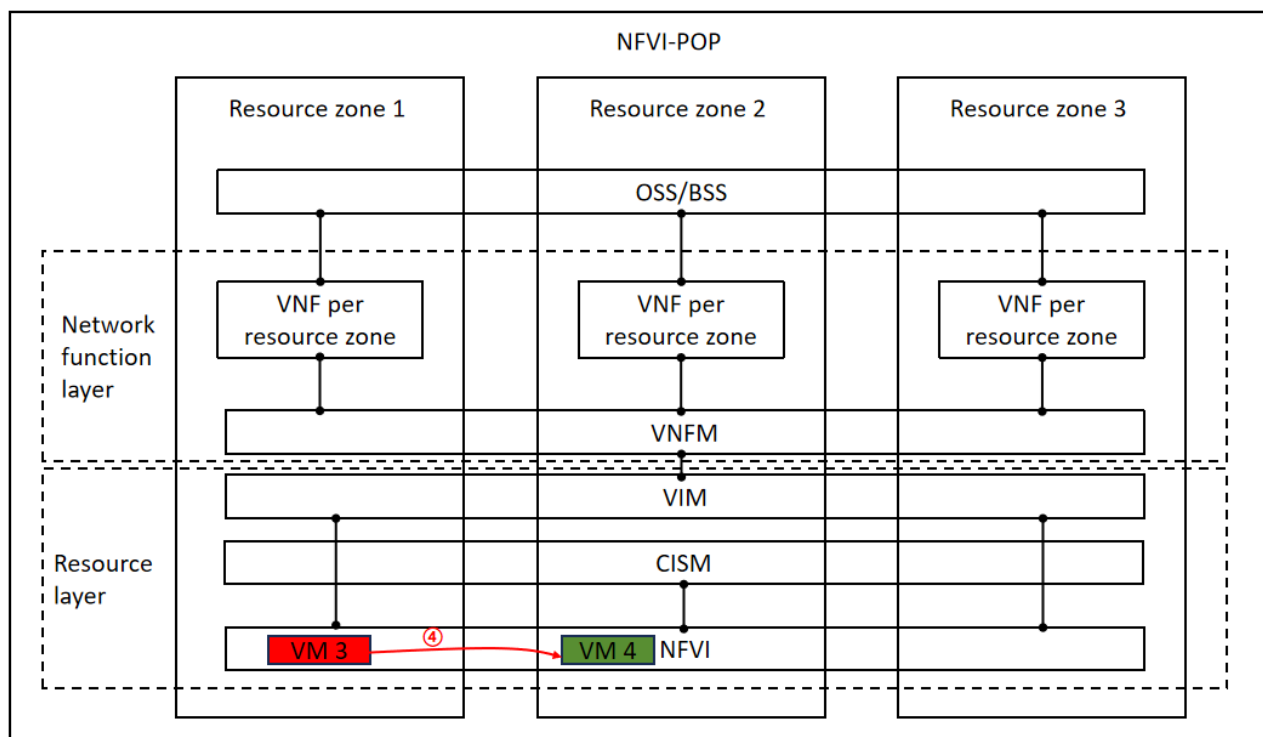 NFVI-POP
Resource zone 1
Resource zone 2
Resource zone 3
OSS/BSS
VNF per
resource zone
VNF per
resource zone
VNF per
resource zone
Network
function
layer
VNFM
VIM
Resource
layer
CISM
④
VM 3
VM 4
NFVI